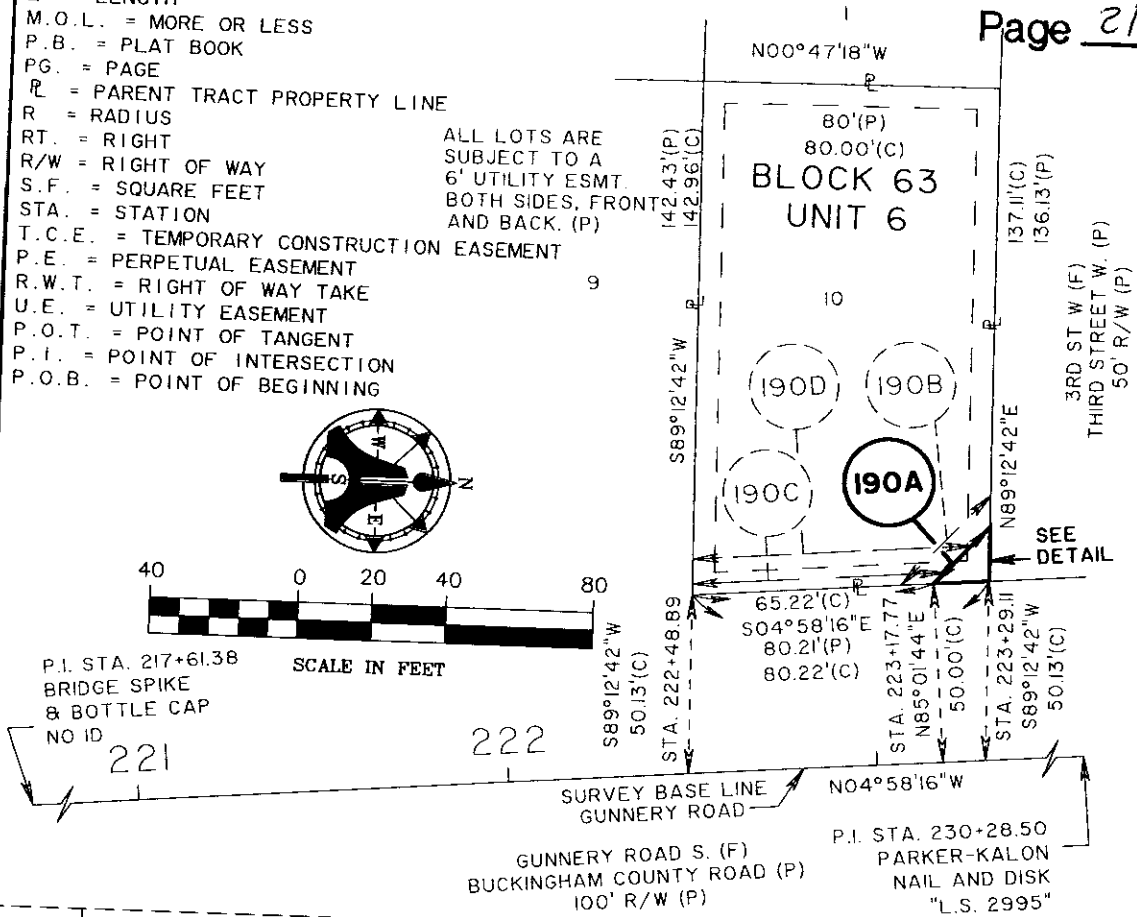 Page 21
M.O.L. = MORE OR LESS
P.B. = PLAT BOOK
PG. = PAGE
PL = PARENT TRACT PROPERTY LINE
R = RADIUS
RT. = RIGHT
R/W = RIGHT OF WAY
S.F. = SQUARE FEET
STA. = STATION
T.C.E. = TEMPORARY CONSTRUCTION EASEMENT
P.E. = PERPETUAL EASEMENT
R.W.T. = RIGHT OF WAY TAKE
U.E. = UTILITY EASEMENT
P.O.T. = POINT OF TANGENT
P.I. = POINT OF INTERSECTION
P.O.B. = POINT OF BEGINNING
ALL LOTS ARE
SUBJECT TO A
6' UTILITY ESMT.
BOTH SIDES, FRONT
AND BACK. (P)
9
N00°47'18"W
PL
80'(P)
80.00'(C)
BLOCK 63
UNIT 6
10
142.43'(P)
142.96'(C)
PL
S89°12'42"W
137.11'(C)
136.13'(P)
PL
N89°12'42"E
3RD ST W (F)
THIRD STREET W. (P)
50' R/W (P)
190D
190B
190C
190A
SEE
DETAIL
W
S
N
E
40 0 20 40 80
SCALE IN FEET
PL
65.22'(C)
S04°58'16"E
80.21'(P)
80.22'(C)
S89°12'42"W
50.13'(C)
STA. 222+48.89
STA. 223+17.77
N85°01'44"E
50.00'(C)
STA. 223+29.11
S89°12'42"W
50.13'(C)
P.I. STA. 217+61.38
BRIDGE SPIKE
& BOTTLE CAP
NO ID
221
222
SURVEY BASE LINE
GUNNERY ROAD
N04°58'16"W
GUNNERY ROAD S. (F)
BUCKINGHAM COUNTY ROAD (P)
100' R/W (P)
P.I. STA. 230+28.50
PARKER-KALON
NAIL AND DISK
"L.S. 2995"